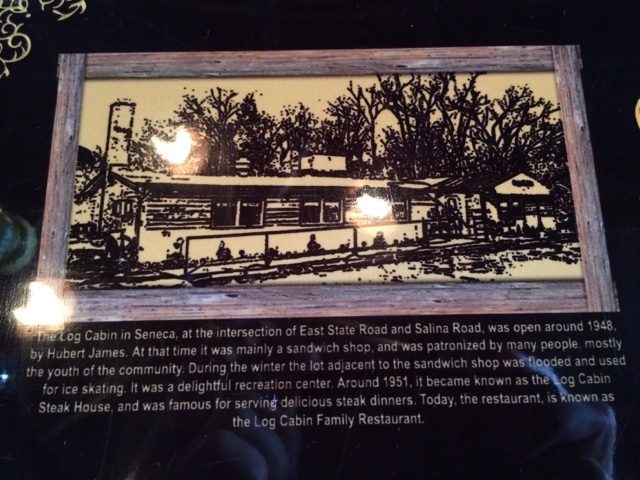 The Log Cabin in Seneca, at the intersection of East State Road and Salina Road, was open around 1948,
by Hubert James. At that time it was mainly a sandwich shop, and was patronized by many people, mostly
the youth of the community. During the winter the lot adjacent to the sandwich shop was flooded and used
for ice skating. It was a delightful recreation center. Around 1951, it became known as the Log Cabin
Steak House, and was famous for serving delicious steak dinners. Today, the restaurant, is known as
the Log Cabin Family Restaurant.